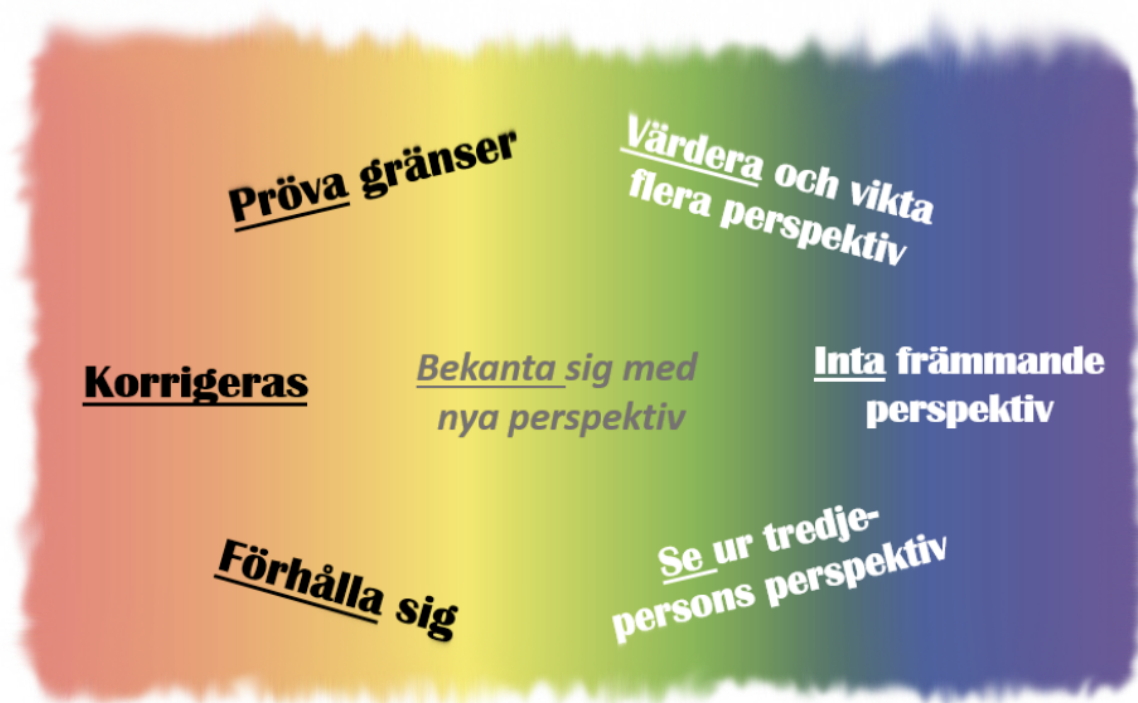 Pröva gränser
Värdera och vikta
flera perspektiv
Korrigeras
Bekanta sig med
nya perspektiv
Inta främmande
perspektiv
Förhålla sig
Se ur tredje-
persons perspektiv